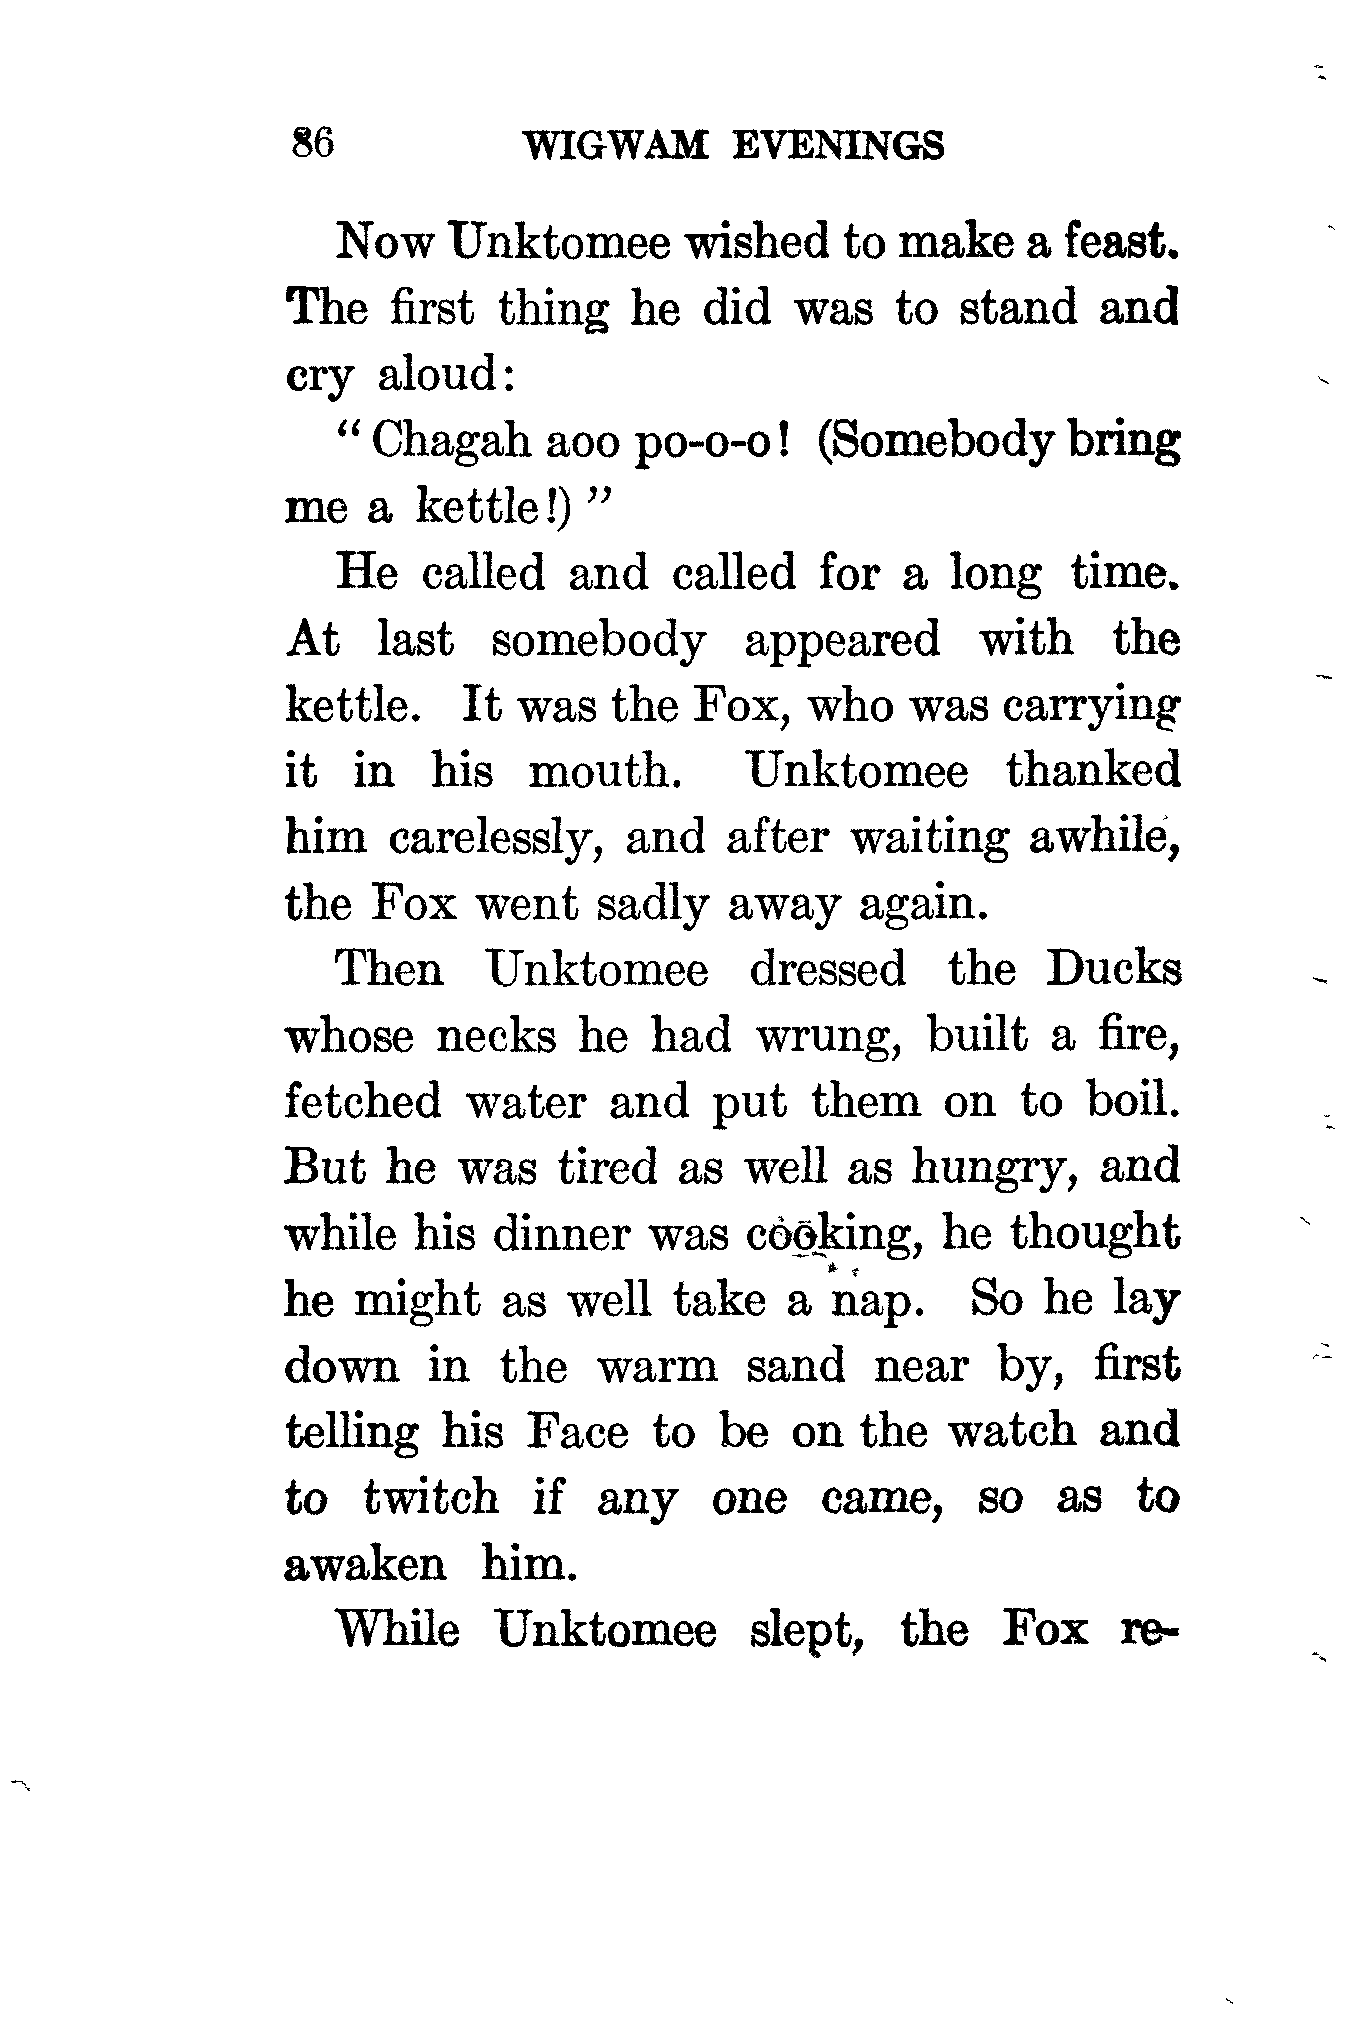 86 WIGWAM EVENINGS
Now Unktomee wished to make a feast.
The first thing he did was to stand and
cry aloud:
“Chagah aoo po-o-o! (Somebody bring
me a kettle!)”
He called and called for a long time.
At last somebody appeared with the
kettle. It was the Fox, who was carrying
it in his mouth. Unktomee thanked
him carelessly, and after waiting awhile,
the Fox went sadly away again.
Then Unktomee dressed the Ducks
whose necks he had wrung, built a fire,
fetched water and put them on to boil.
But he was tired as well as hungry, and
while his dinner was cooking, he thought
he might as well take a nap. So he lay
down in the warm sand near by, first
telling his Face to be on the watch and
to twitch if any one came, so as to
awaken him.
While Unktomee slept, the Fox re-